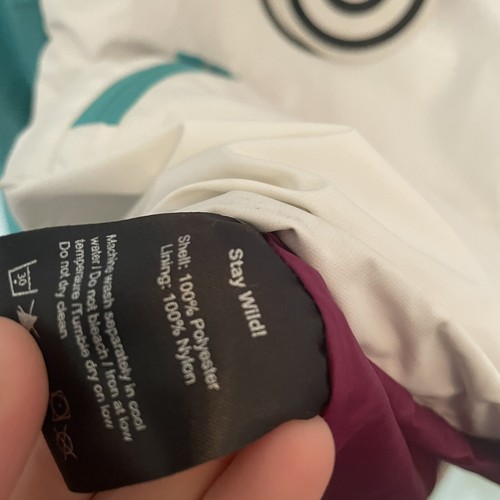 Stay Wild!
Shell: 100% Polyester
Lining: 100% Nylon
Machine wash separately in cool
water / Do not bleach / Iron at low
temperature / Tumble dry on low
Do not dry clean
30